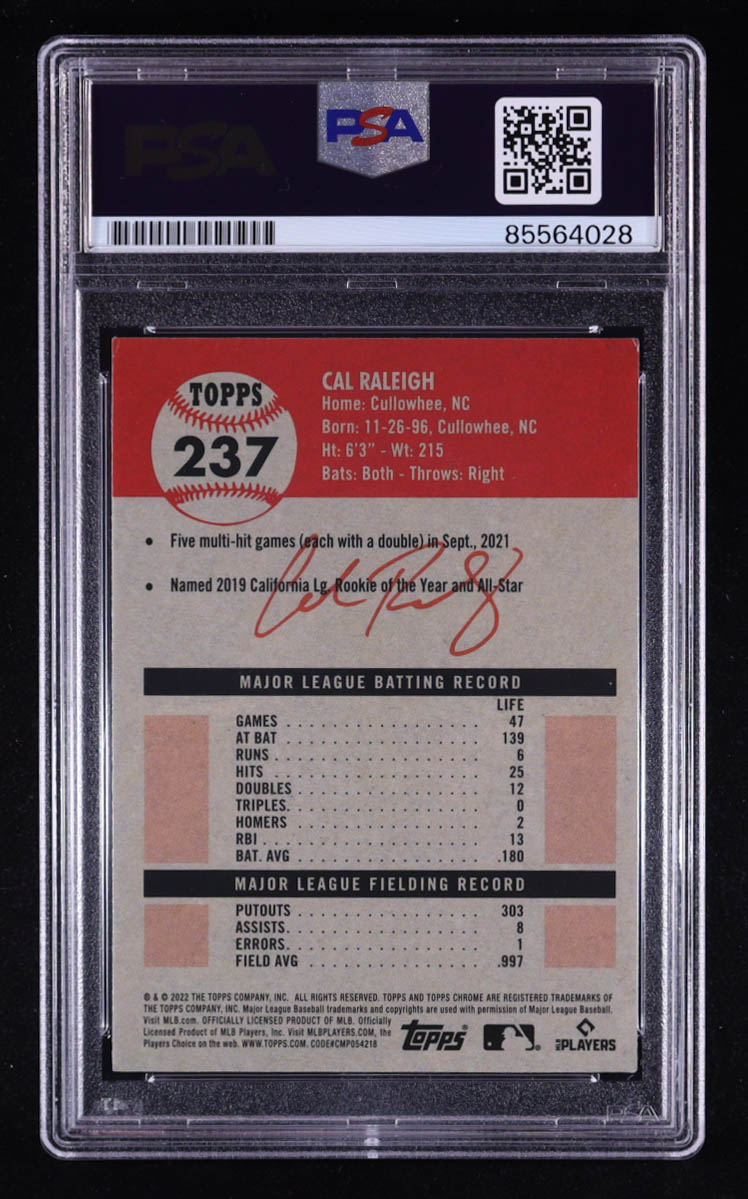 PSA
PSA
85564028
TOPPS
237
CAL RALEIGH
Home: Cullowhee, NC
Born: 11-26-96, Cullowhee, NC
Ht: 6'3" - Wt: 215
Bats: Both - Throws: Right
• Five multi-hit games (each with a double) in Sept., 2021
• Named 2019 California Lg. Rookie of the Year and All-Star
Cal Raleigh
MAJOR LEAGUE BATTING RECORD
LIFE
GAMES . . . . . . . . . . . . . . . . . . 47
AT BAT . . . . . . . . . . . . . . . . . . 139
RUNS . . . . . . . . . . . . . . . . . . 6
HITS . . . . . . . . . . . . . . . . . . 25
DOUBLES . . . . . . . . . . . . . . . . . . 12
TRIPLES. . . . . . . . . . . . . . . . . . 0
HOMERS . . . . . . . . . . . . . . . . . . 2
RBI . . . . . . . . . . . . . . . . . . 13
BAT. AVG . . . . . . . . . . . . . . . . . . .180
MAJOR LEAGUE FIELDING RECORD
PUTOUTS . . . . . . . . . . . . . . . . . . 303
ASSISTS. . . . . . . . . . . . . . . . . . 8
ERRORS. . . . . . . . . . . . . . . . . . 1
FIELD AVG . . . . . . . . . . . . . . . . . . .997
® & © 2022 THE TOPPS COMPANY, INC. ALL RIGHTS RESERVED. TOPPS AND TOPPS CHROME ARE REGISTERED TRADEMARKS OF
THE TOPPS COMPANY, INC. Major League Baseball trademarks and copyrights are used with permission of Major League Baseball.
Visit MLB.com. OFFICIALLY LICENSED PRODUCT OF MLB. Officially
Licensed Product of MLB Players, Inc. Visit MLBPLAYERS.COM, the
Players Choice on the web. WWW.TOPPS.COM. CODE#CMP054218
Topps
MLB PLAYERS
PSA